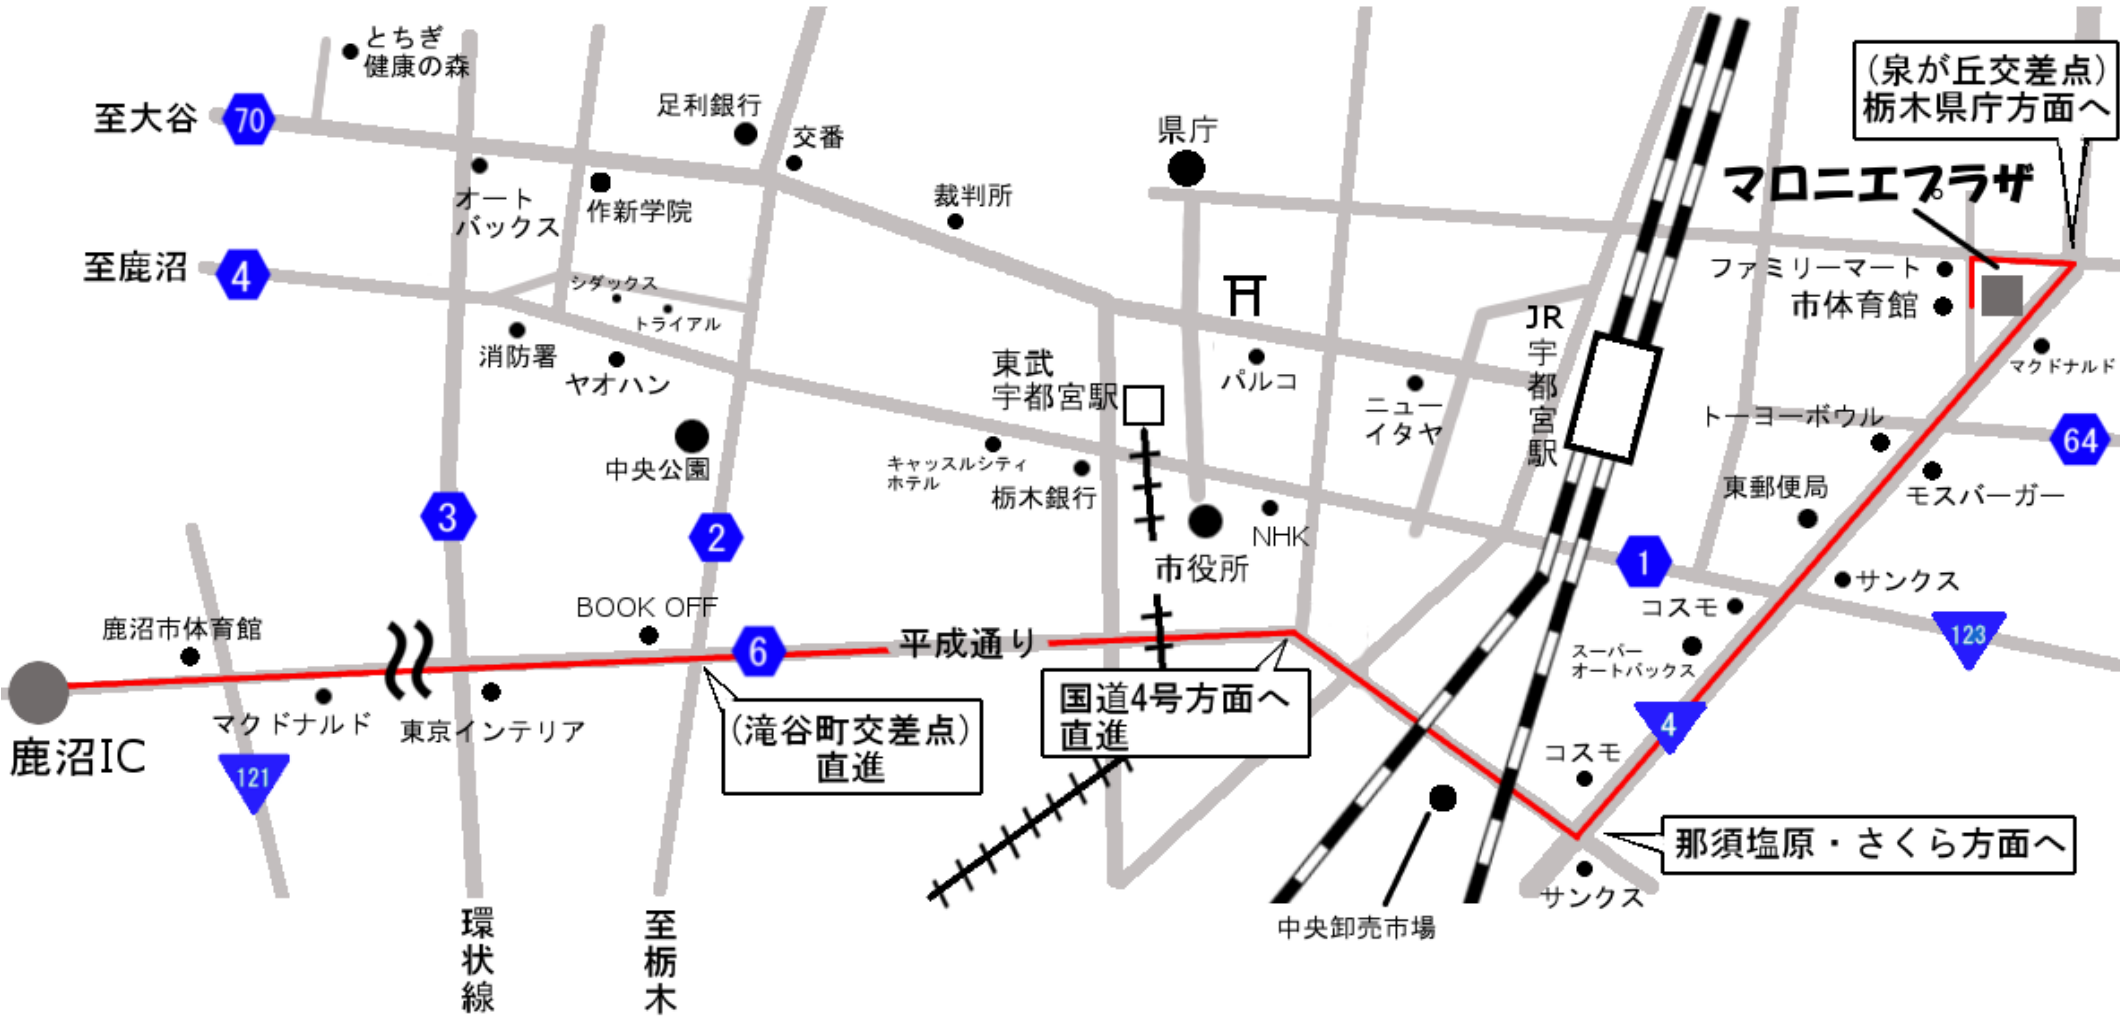 とちぎ
健康の森
(泉が丘交差点)
栃木県庁方面へ
至大谷
70
足利銀行
交番
県庁
マロニエプラザ
オート
バックス
作新学院
裁判所
至鹿沼
4
シダックス
トライアル
ファミリーマート
市体育館
JR
宇
都
宮
駅
消防署
ヤオハン
東武
宇都宮駅
パルコ
ニュー
イタヤ
マクドナルド
トーヨーボウル
64
中央公園
キャッスルシティ
ホテル
栃木銀行
東郵便局
モスバーガー
3
2
NHK
市役所
1
サンクス
コスモ
123
BOOK OFF
鹿沼市体育館
6
平成通り
スーパー
オートバックス
国道4号方面へ
直進
マクドナルド
東京インテリア
(滝谷町交差点)
直進
4
鹿沼IC
121
コスモ
那須塩原・さくら方面へ
サンクス
中央卸売市場
環
状
線
至
栃
木